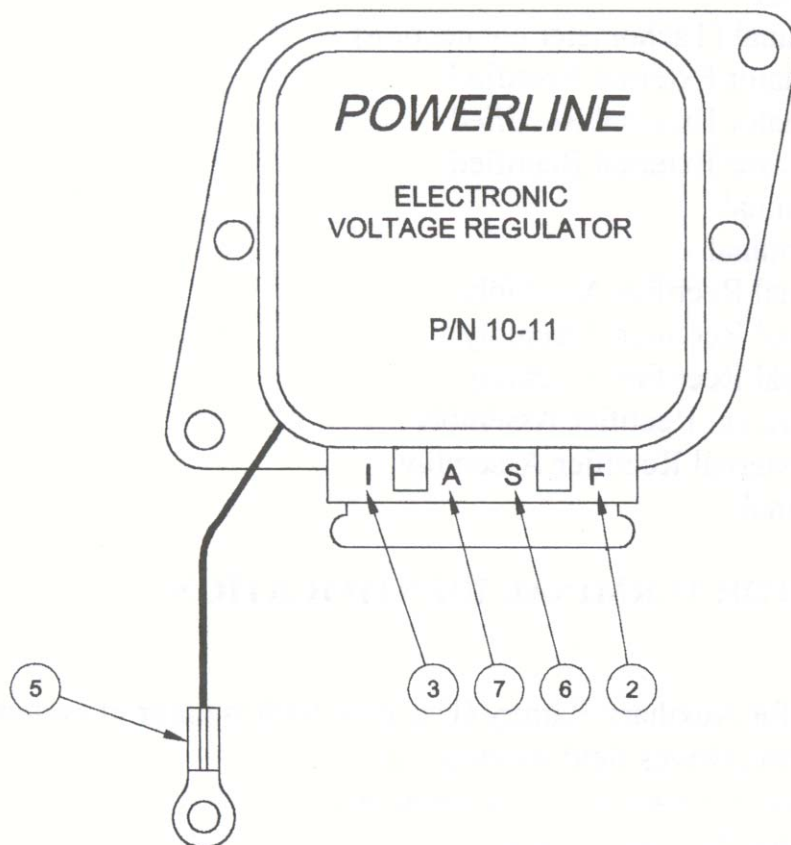 POWERLINE
ELECTRONIC
VOLTAGE REGULATOR
P/N 10-11
I A S F
5 3 7 6 2